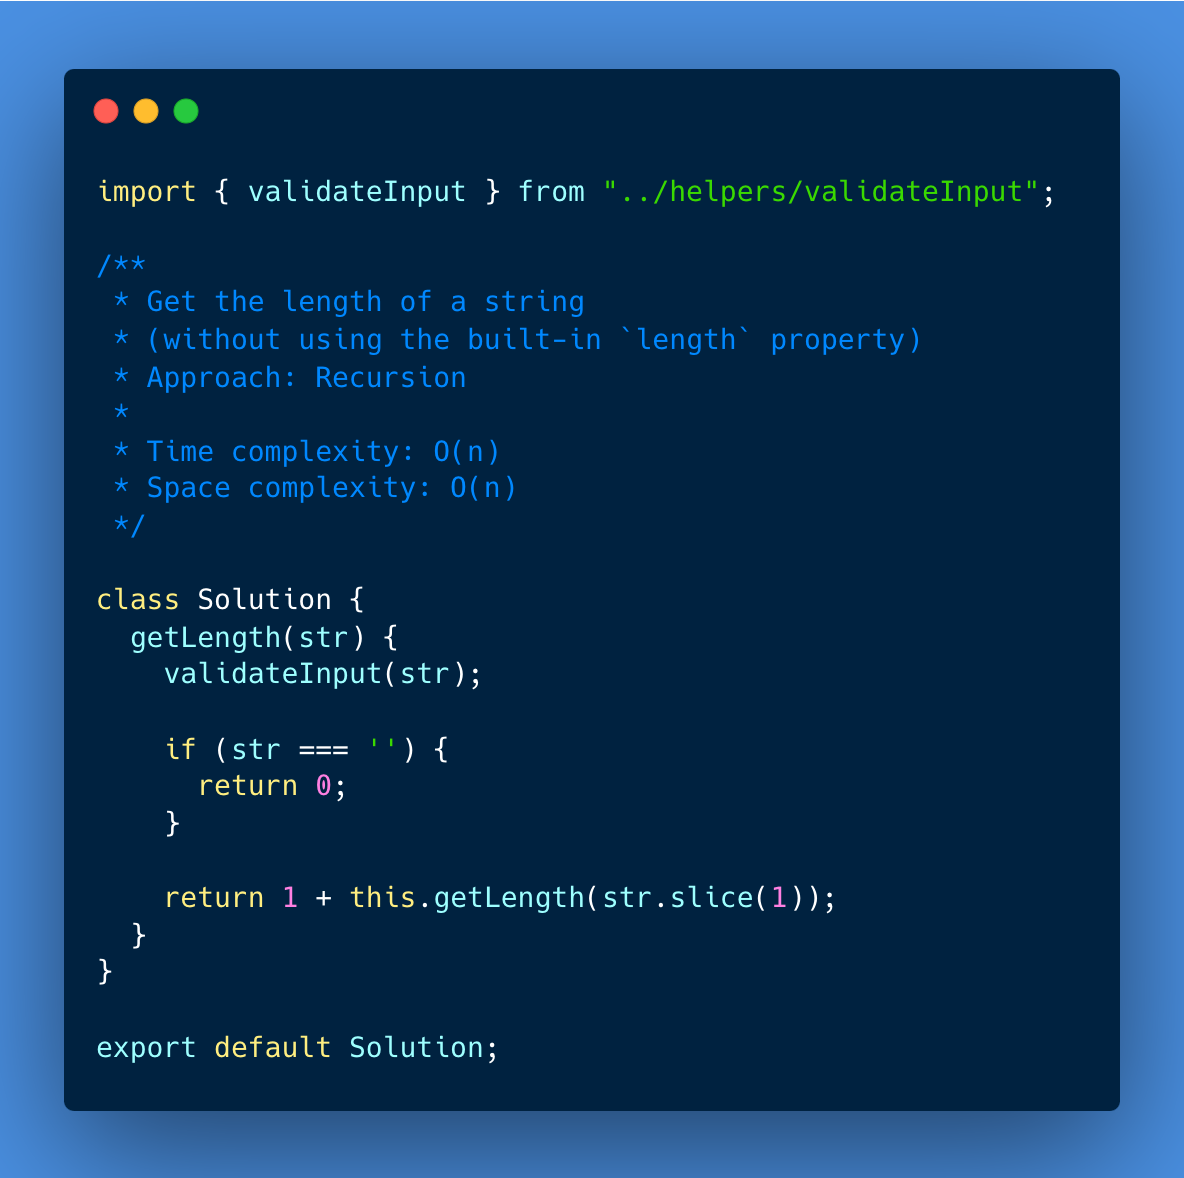 import { validateInput } from "../helpers/validateInput";
/**
 * Get the length of a string
 * (without using the built-in `length` property)
 * Approach: Recursion
 *
 * Time complexity: O(n)
 * Space complexity: O(n)
 */
class Solution {
  getLength(str) {
    validateInput(str);
    if (str === '') {
      return 0;
    }
    return 1 + this.getLength(str.slice(1));
  }
}
export default Solution;